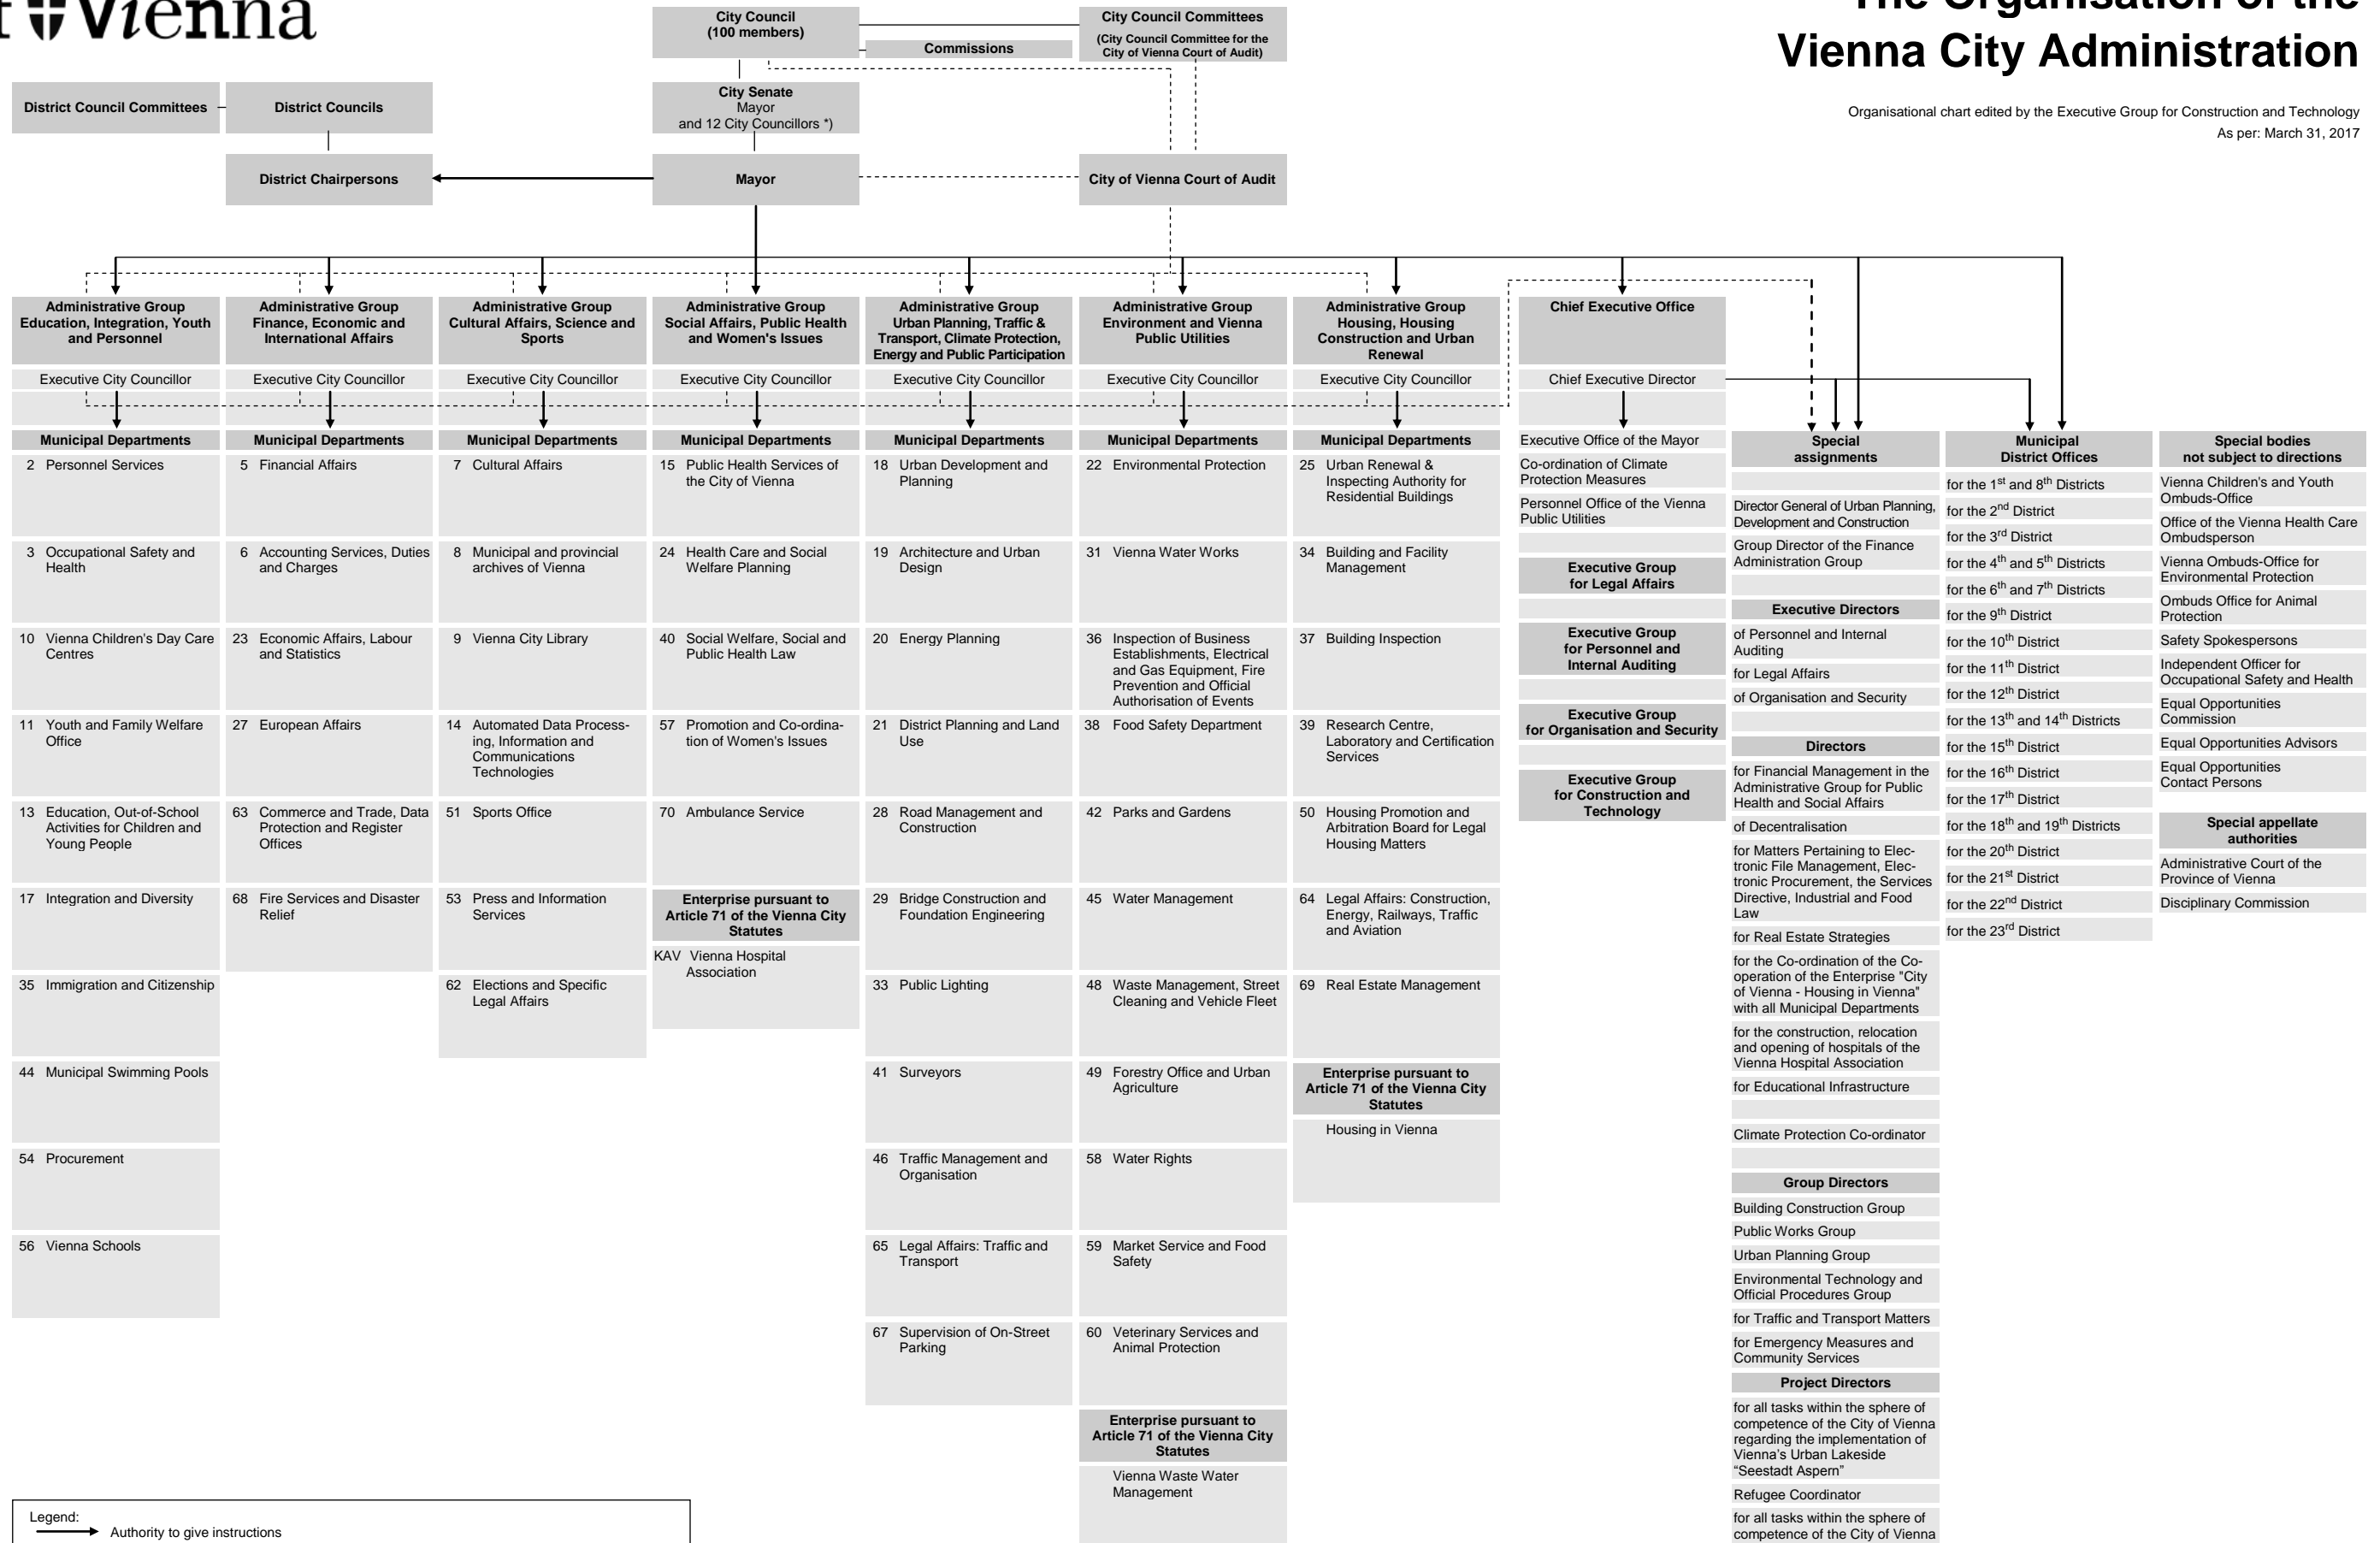 Vienna
The Organisation of the
Vienna City Administration
Organisational chart edited by the Executive Group for Construction and Technology
As per: March 31, 2017
City Council
(100 members)
Commissions
City Council Committees
(City Council Committee for the
City of Vienna Court of Audit)
District Council Committees
District Councils
City Senate
Mayor
and 12 City Councillors *)
District Chairpersons
Mayor
City of Vienna Court of Audit
Administrative Group
Education, Integration, Youth
and Personnel
Executive City Councillor
Municipal Departments
2 Personnel Services
3 Occupational Safety and
Health
10 Vienna Children's Day Care
Centres
11 Youth and Family Welfare
Office
13 Education, Out-of-School
Activities for Children and
Young People
17 Integration and Diversity
35 Immigration and Citizenship
44 Municipal Swimming Pools
54 Procurement
56 Vienna Schools
Administrative Group
Finance, Economic and
International Affairs
Executive City Councillor
Municipal Departments
5 Financial Affairs
6 Accounting Services, Duties
and Charges
23 Economic Affairs, Labour
and Statistics
27 European Affairs
63 Commerce and Trade, Data
Protection and Register
Offices
68 Fire Services and Disaster
Relief
Administrative Group
Cultural Affairs, Science and
Sports
Executive City Councillor
Municipal Departments
7 Cultural Affairs
8 Municipal and provincial
archives of Vienna
9 Vienna City Library
14 Automated Data Process-
ing, Information and
Communications
Technologies
51 Sports Office
53 Press and Information
Services
62 Elections and Specific
Legal Affairs
Administrative Group
Social Affairs, Public Health
and Women's Issues
Executive City Councillor
Municipal Departments
15 Public Health Services of
the City of Vienna
24 Health Care and Social
Welfare Planning
40 Social Welfare, Social and
Public Health Law
57 Promotion and Co-ordina-
tion of Women's Issues
70 Ambulance Service
Enterprise pursuant to
Article 71 of the Vienna City
Statutes
KAV Vienna Hospital
Association
Administrative Group
Urban Planning, Traffic &
Transport, Climate Protection,
Energy and Public Participation
Executive City Councillor
Municipal Departments
18 Urban Development and
Planning
19 Architecture and Urban
Design
20 Energy Planning
21 District Planning and Land
Use
28 Road Management and
Construction
29 Bridge Construction and
Foundation Engineering
33 Public Lighting
41 Surveyors
46 Traffic Management and
Organisation
65 Legal Affairs: Traffic and
Transport
67 Supervision of On-Street
Parking
Administrative Group
Environment and Vienna
Public Utilities
Executive City Councillor
Municipal Departments
22 Environmental Protection
31 Vienna Water Works
36 Inspection of Business
Establishments, Electrical
and Gas Equipment, Fire
Prevention and Official
Authorisation of Events
38 Food Safety Department
42 Parks and Gardens
45 Water Management
48 Waste Management, Street
Cleaning and Vehicle Fleet
49 Forestry Office and Urban
Agriculture
58 Water Rights
59 Market Service and Food
Safety
60 Veterinary Services and
Animal Protection
Enterprise pursuant to
Article 71 of the Vienna City
Statutes
Vienna Waste Water
Management
Administrative Group
Housing, Housing
Construction and Urban
Renewal
Executive City Councillor
Municipal Departments
25 Urban Renewal &
Inspecting Authority for
Residential Buildings
34 Building and Facility
Management
37 Building Inspection
39 Research Centre,
Laboratory and Certification
Services
50 Housing Promotion and
Arbitration Board for Legal
Housing Matters
64 Legal Affairs: Construction,
Energy, Railways, Traffic
and Aviation
69 Real Estate Management
Enterprise pursuant to
Article 71 of the Vienna City
Statutes
Housing in Vienna
Chief Executive Office
Chief Executive Director
Executive Office of the Mayor
Co-ordination of Climate
Protection Measures
Personnel Office of the Vienna
Public Utilities
Executive Group
for Legal Affairs
Executive Group
for Personnel and
Internal Auditing
Executive Group
for Organisation and Security
Executive Group
for Construction and
Technology
Special
assignments
Director General of Urban Planning,
Development and Construction
Group Director of the Finance
Administration Group
Executive Directors
of Personnel and Internal
Auditing
for Legal Affairs
of Organisation and Security
Directors
for Financial Management in the
Administrative Group for Public
Health and Social Affairs
of Decentralisation
for Matters Pertaining to Elec-
tronic File Management, Elec-
tronic Procurement, the Services
Directive, Industrial and Food
Law
for Real Estate Strategies
for the Co-ordination of the Co-
operation of the Enterprise "City
of Vienna - Housing in Vienna"
with all Municipal Departments
for the construction, relocation
and opening of hospitals of the
Vienna Hospital Association
for Educational Infrastructure
Climate Protection Co-ordinator
Group Directors
Building Construction Group
Public Works Group
Urban Planning Group
Environmental Technology and
Official Procedures Group
for Traffic and Transport Matters
for Emergency Measures and
Community Services
Project Directors
for all tasks within the sphere of
competence of the City of Vienna
regarding the implementation of
Vienna's Urban Lakeside
“Seestadt Aspern”
Refugee Coordinator
for all tasks within the sphere of
competence of the City of Vienna
Municipal
District Offices
for the 1st and 8th Districts
for the 2nd District
for the 3rd District
for the 4th and 5th Districts
for the 6th and 7th Districts
for the 9th District
for the 10th District
for the 11th District
for the 12th District
for the 13th and 14th Districts
for the 15th District
for the 16th District
for the 17th District
for the 18th and 19th Districts
for the 20th District
for the 21st District
for the 22nd District
for the 23rd District
Special bodies
not subject to directions
Vienna Children's and Youth
Ombuds-Office
Office of the Vienna Health Care
Ombudsperson
Vienna Ombuds-Office for
Environmental Protection
Ombuds Office for Animal
Protection
Safety Spokespersons
Independent Officer for
Occupational Safety and Health
Equal Opportunities
Commission
Equal Opportunities Advisors
Equal Opportunities
Contact Persons
Special appellate
authorities
Administrative Court of the
Province of Vienna
Disciplinary Commission
Legend:
Authority to give instructions